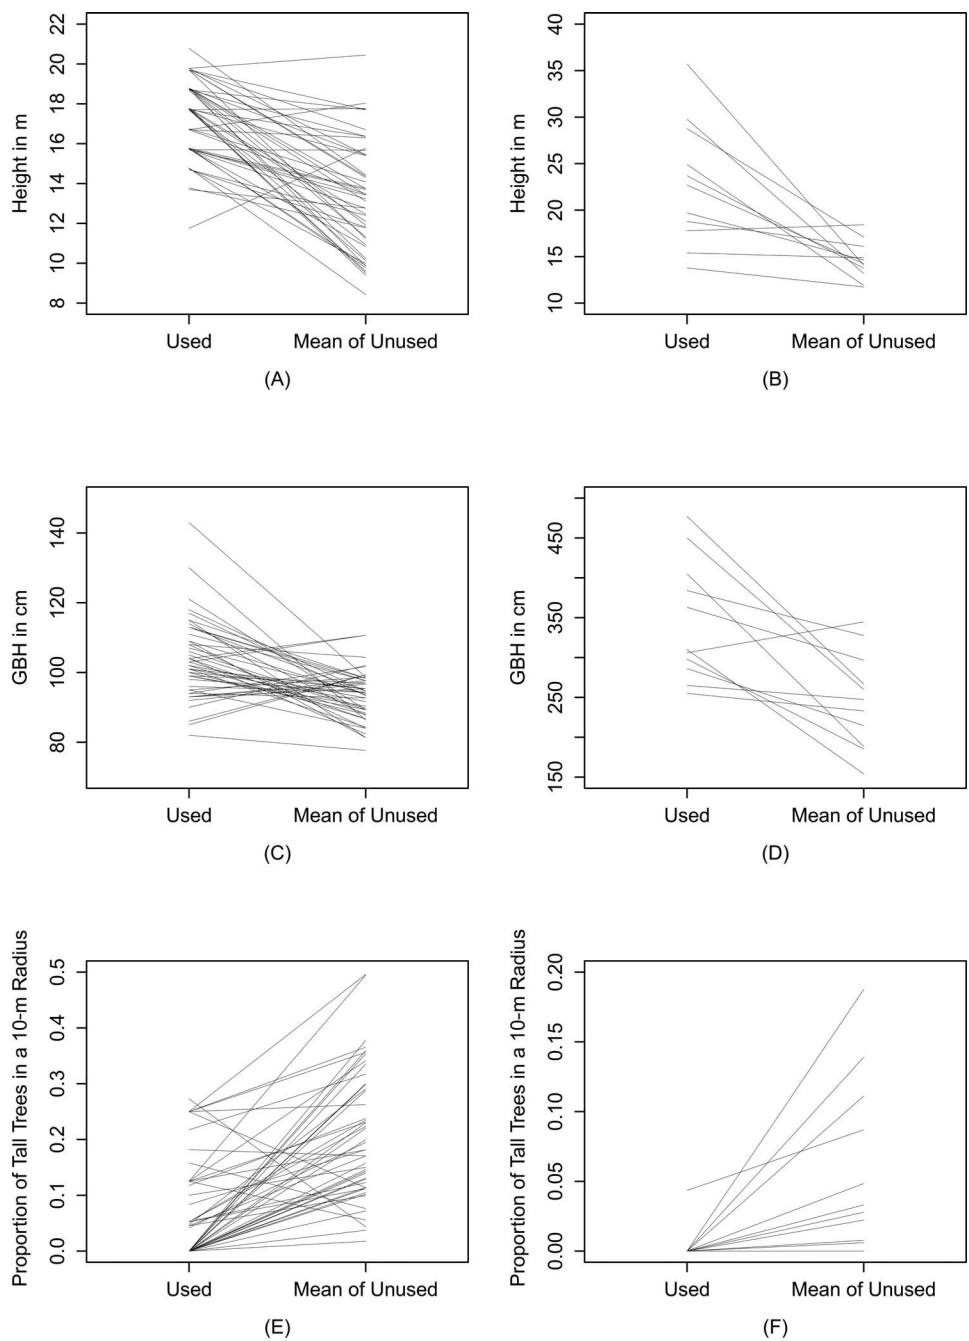 22
20
18
16
14
12
10
8
Height in m
Used
Mean of Unused
(A)
40
35
30
25
20
15
10
Height in m
Used
Mean of Unused
(B)
140
120
100
80
GBH in cm
Used
Mean of Unused
(C)
450
350
250
150
GBH in cm
Used
Mean of Unused
(D)
0.5
0.4
0.3
0.2
0.1
0.0
Proportion of Tall Trees in a 10-m Radius
Used
Mean of Unused
(E)
0.20
0.15
0.10
0.05
0.00
Proportion of Tall Trees in a 10-m Radius
Used
Mean of Unused
(F)